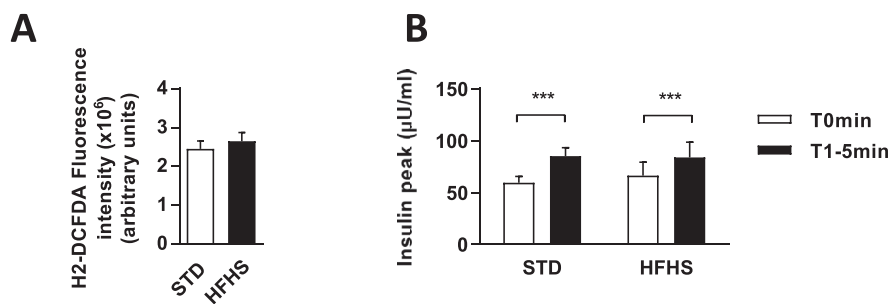 A
H2-DCFDA Fluorescence
intensity (x10⁶)
(arbitrary units)
4
3
2
1
0
STD
HFHS
B
Insulin peak (µU/ml)
150
100
50
0
***
***
STD
HFHS
T0min
T1-5min